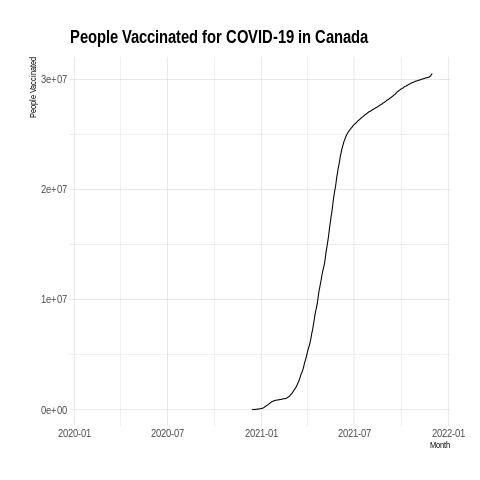 People Vaccinated for COVID-19 in Canada
People Vaccinated
3e+07
2e+07
1e+07
0e+00
2020-01 2020-07 2021-01 2021-07 2022-01
Month